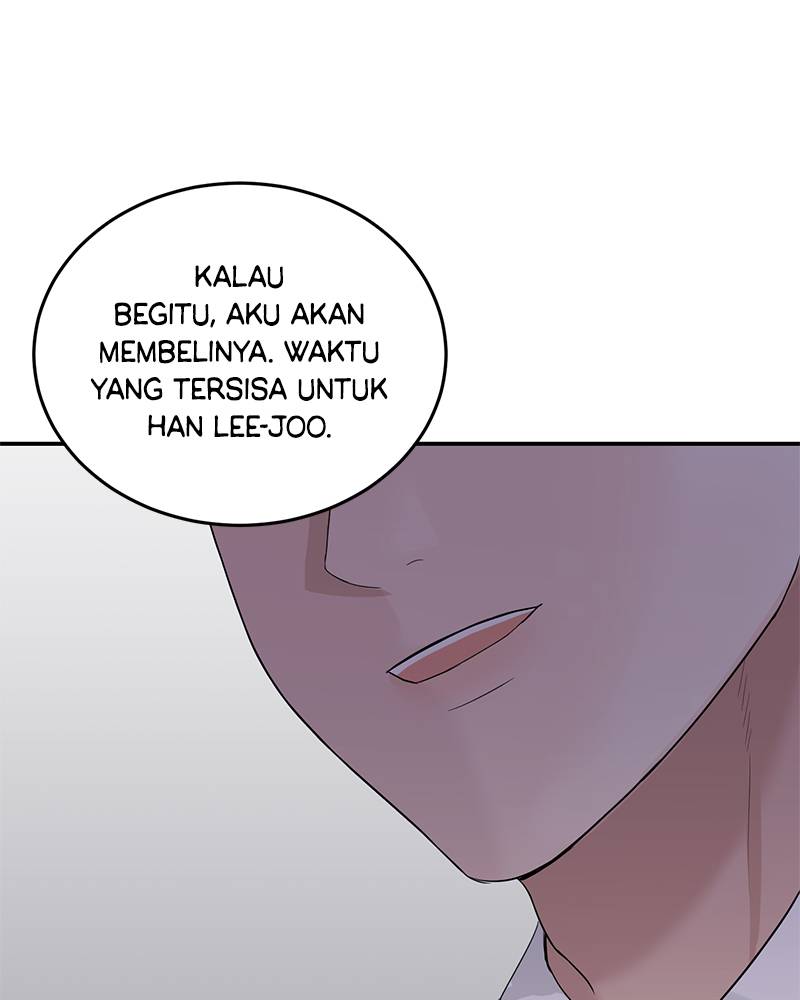 KALAU
BEGITU, AKU AKAN
MEMBELINYA. WAKTU
YANG TERSISA UNTUK
HAN LEE-JOO.